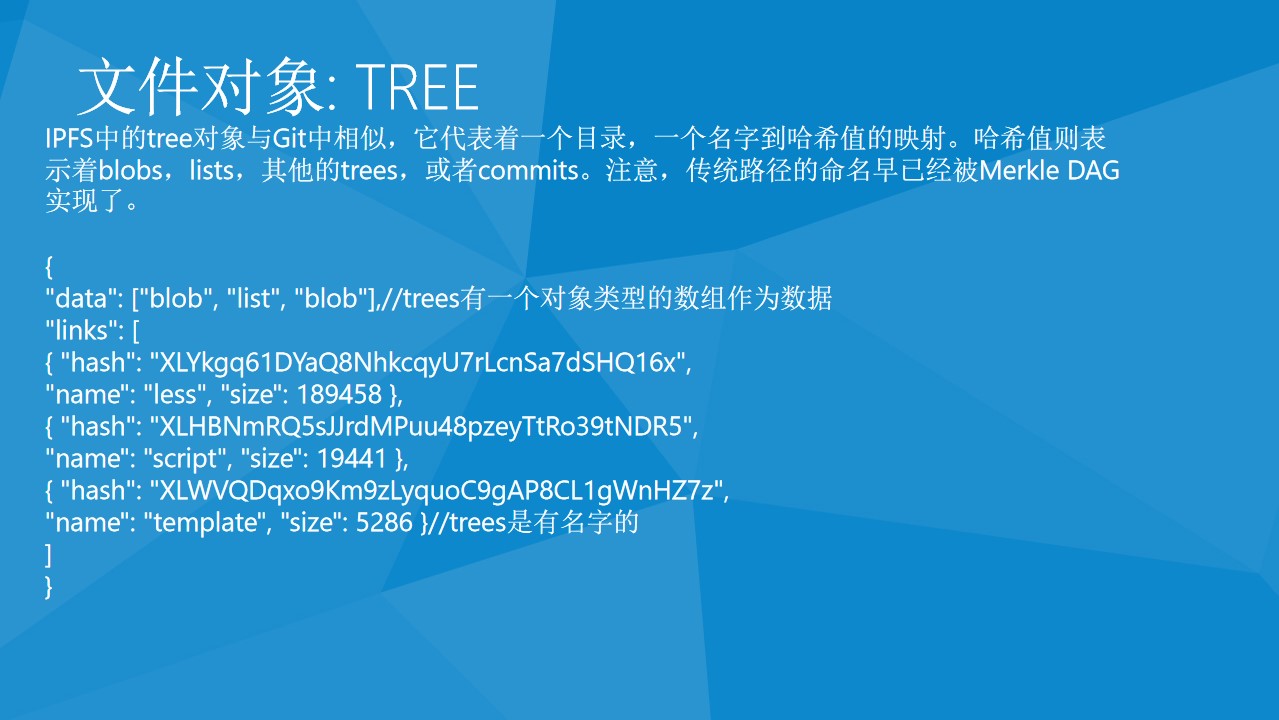 文件对象: TREE
IPFS中的tree对象与Git中相似，它代表着一个目录，一个名字到哈希值的映射。哈希值则表
示着blobs，lists，其他的trees，或者commits。注意，传统路径的命名早已经被Merkle DAG
实现了。
{
"data": ["blob", "list", "blob"],//trees有一个对象类型的数组作为数据
"links": [
{ "hash": "XLYkgq61DYaQ8NhkcqyU7rLcnSa7dSHQ16x",
"name": "less", "size": 189458 },
{ "hash": "XLHBNmRQ5sJJrdMPuu48pzeyTtRo39tNDR5",
"name": "script", "size": 19441 },
{ "hash": "XLWVQDqxo9Km9zLyquoC9gAP8CL1gWnHZ7z",
"name": "template", "size": 5286 }//trees是有名字的
]
}